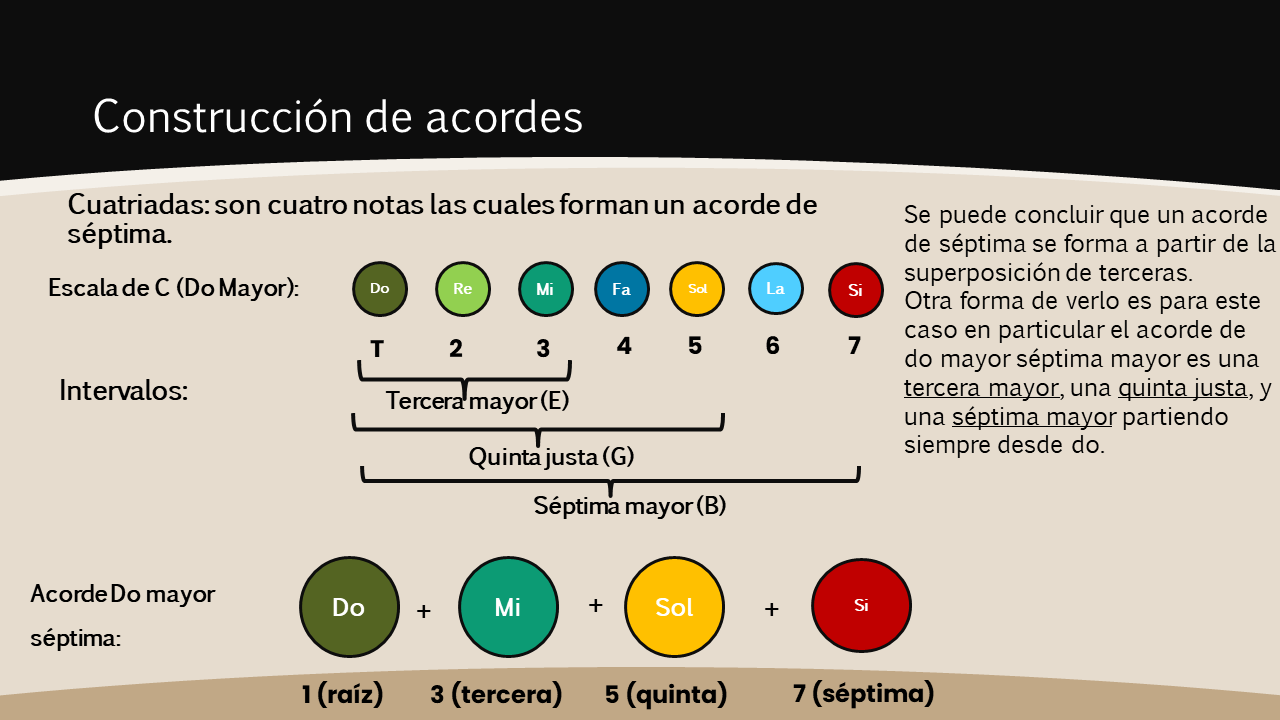 Construcción de acordes
Cuatriadas: son cuatro notas las cuales forman un acorde de
séptima.
Escala de C (Do Mayor):
Do Re Mi Fa Sol La Si
T 2 3 4 5 6 7
Intervalos:
Tercera mayor (E)
Quinta justa (G)
Séptima mayor (B)
Se puede concluir que un acorde
de séptima se forma a partir de la
superposición de terceras.
Otra forma de verlo es para este
caso en particular el acorde de
do mayor séptima mayor es una
tercera mayor, una quinta justa, y
una séptima mayor partiendo
siempre desde do.
Acorde Do mayor
séptima:
Do + Mi + Sol + Si
1 (raíz) 3 (tercera) 5 (quinta) 7 (séptima)